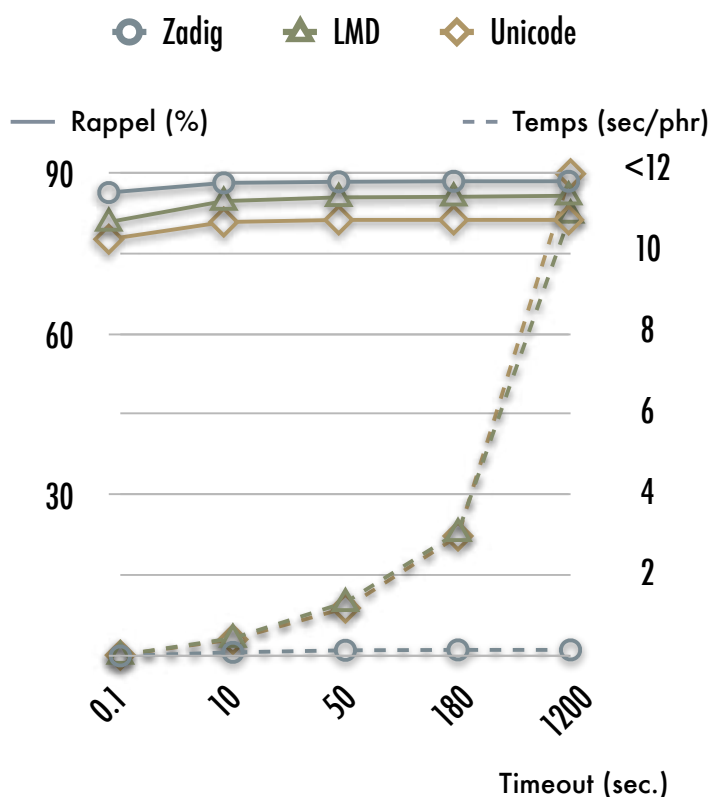 Zadig LMD Unicode
Rappel (%) Temps (sec/phr)
90 <12
10
60 8
6
30 4
2
0.1 10 50 180 1200
Timeout (sec.)